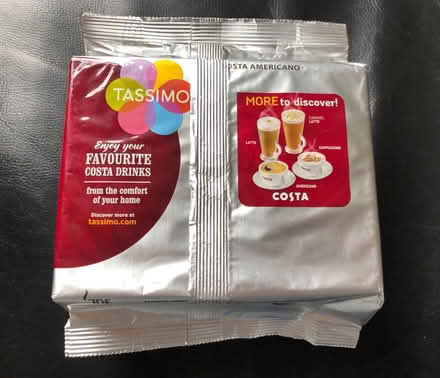 COSTA AMERICANO
TASSIMO
Enjoy your
FAVOURITE
COSTA DRINKS
from the comfort
of your home
Discover more at
tassimo.com
MORE to discover!
CARAMEL
LATTE
LATTE
CAPPUCCINO
AMERICANO
COSTA